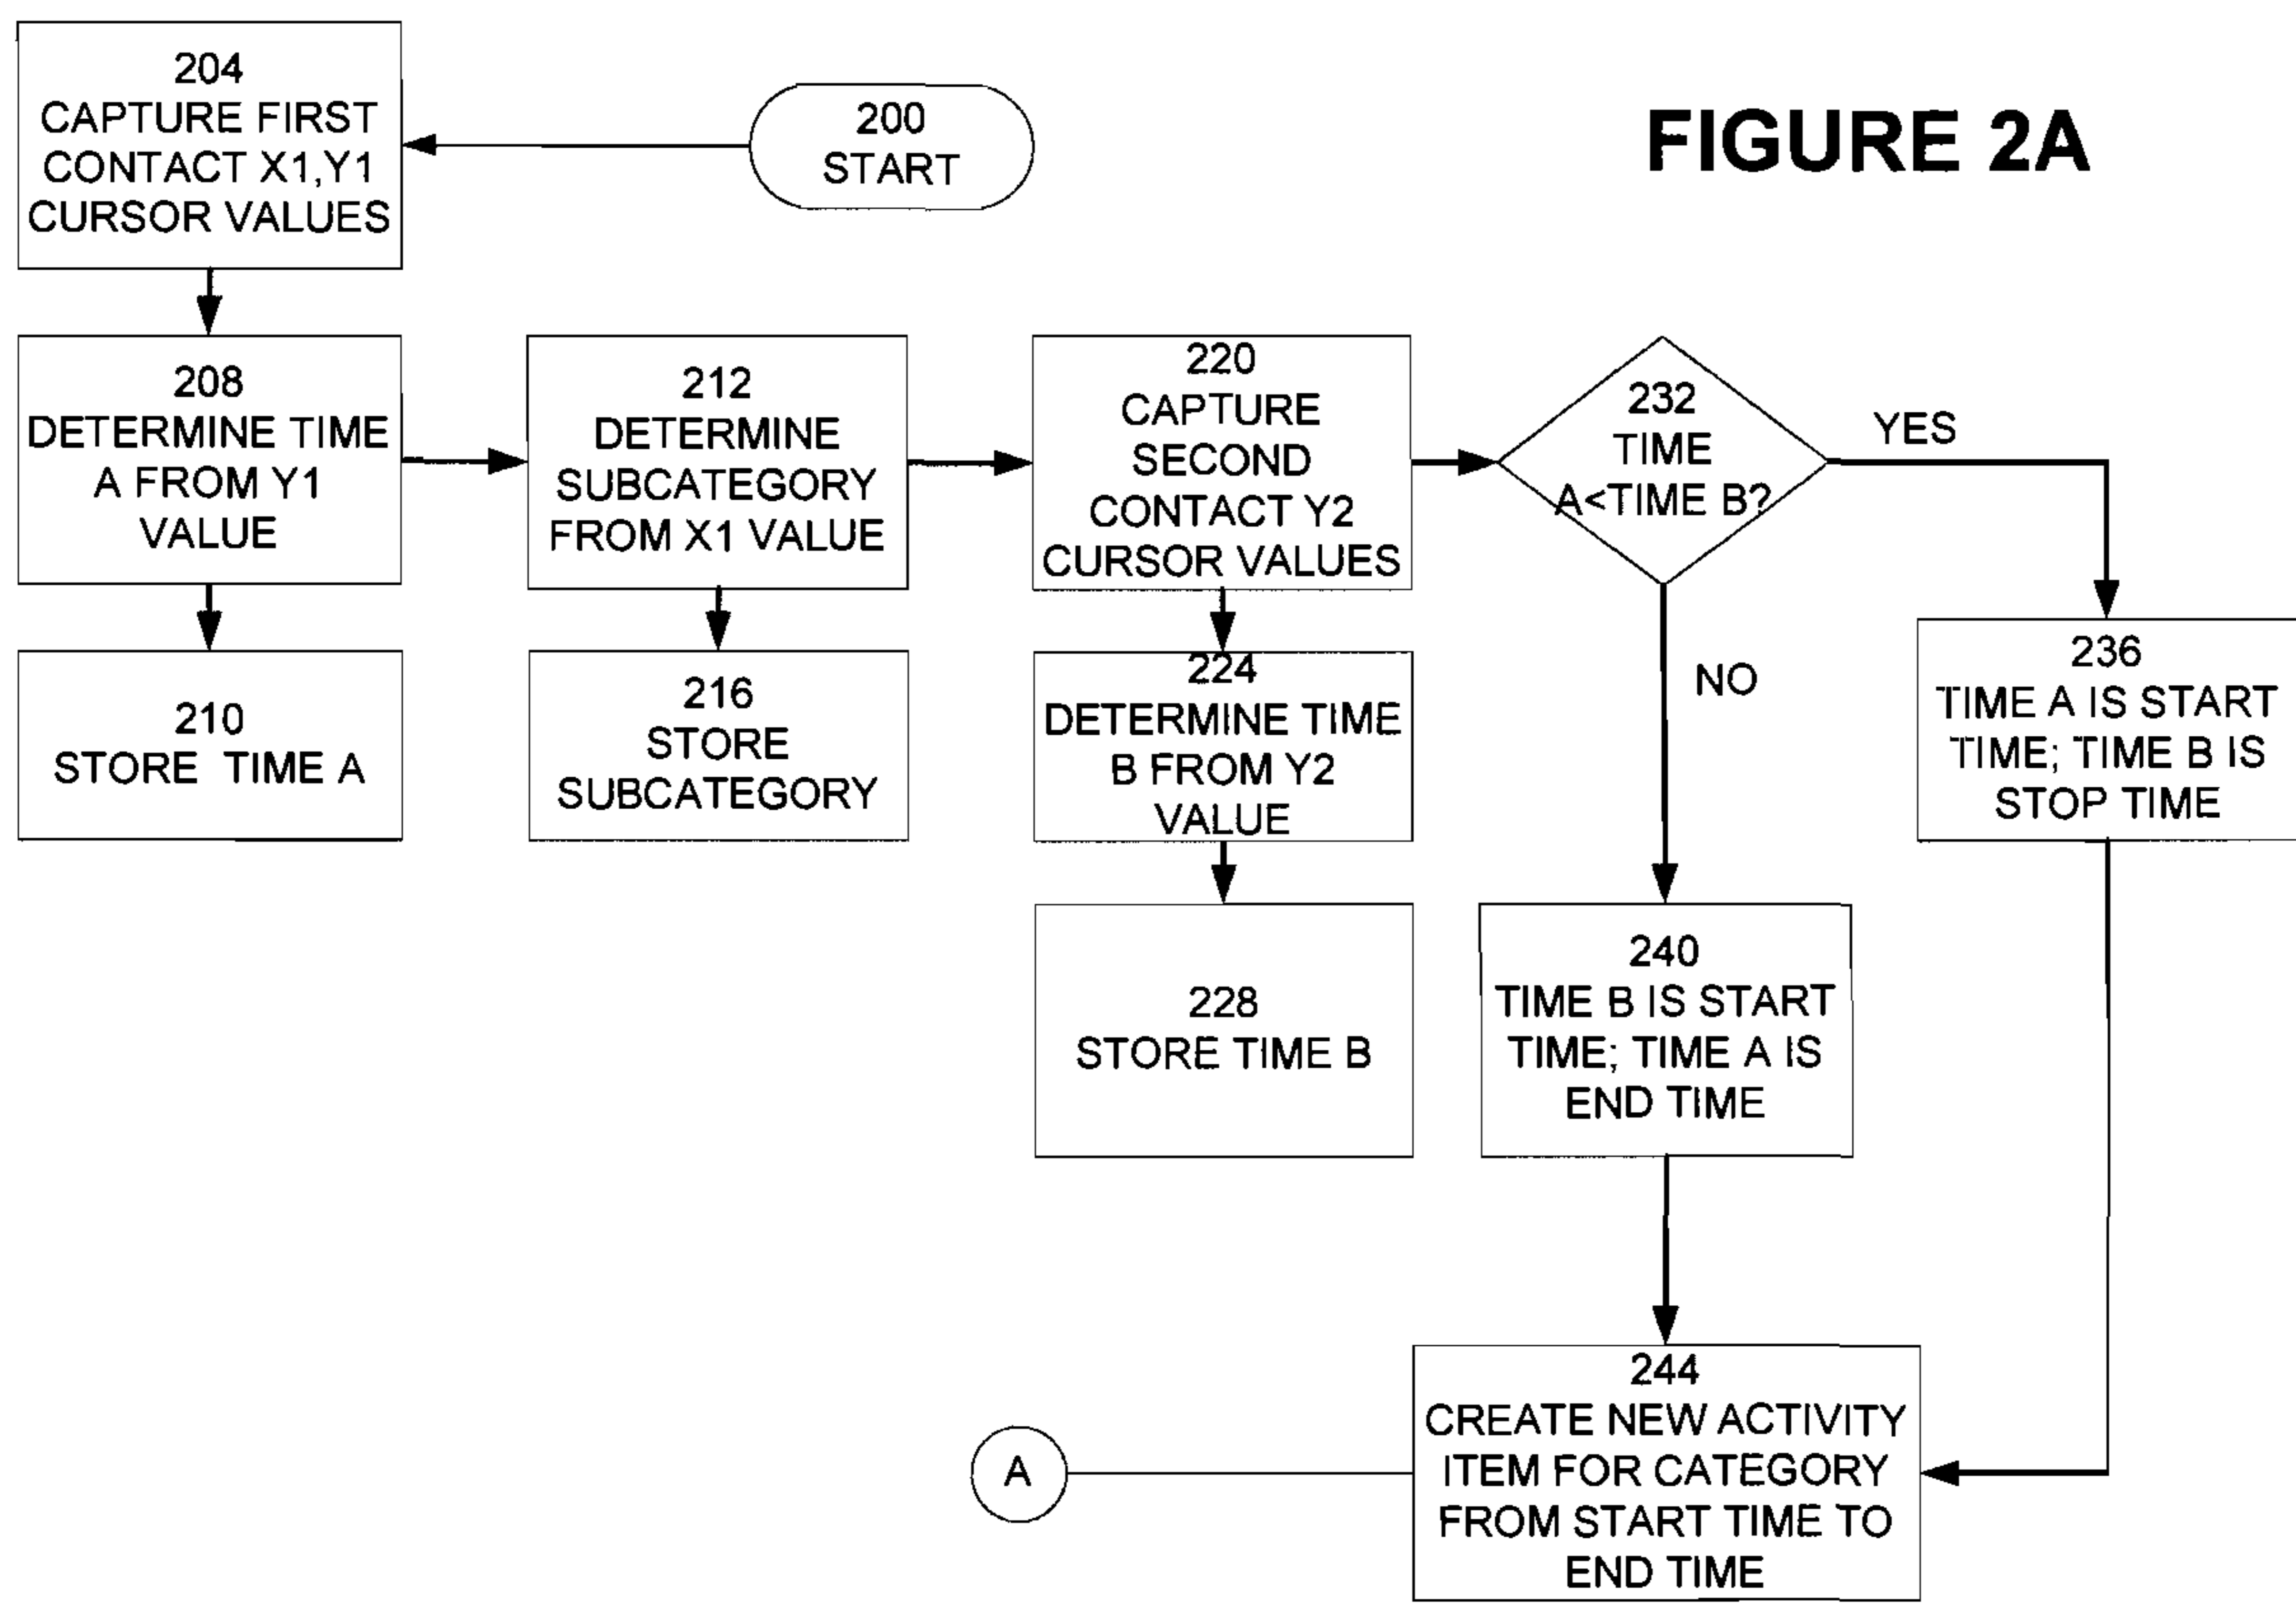 FIGURE 2A
200
START
204
CAPTURE FIRST
CONTACT X1,Y1
CURSOR VALUES
208
DETERMINE TIME
A FROM Y1
VALUE
210
STORE TIME A
212
DETERMINE
SUBCATEGORY
FROM X1 VALUE
216
STORE
SUBCATEGORY
220
CAPTURE
SECOND
CONTACT Y2
CURSOR VALUES
224
DETERMINE TIME
B FROM Y2
VALUE
228
STORE TIME B
232
TIME
A<TIME B?
YES
NO
236
TIME A IS START
TIME; TIME B IS
STOP TIME
240
TIME B IS START
TIME; TIME A IS
END TIME
244
CREATE NEW ACTIVITY
ITEM FOR CATEGORY
FROM START TIME TO
END TIME
A